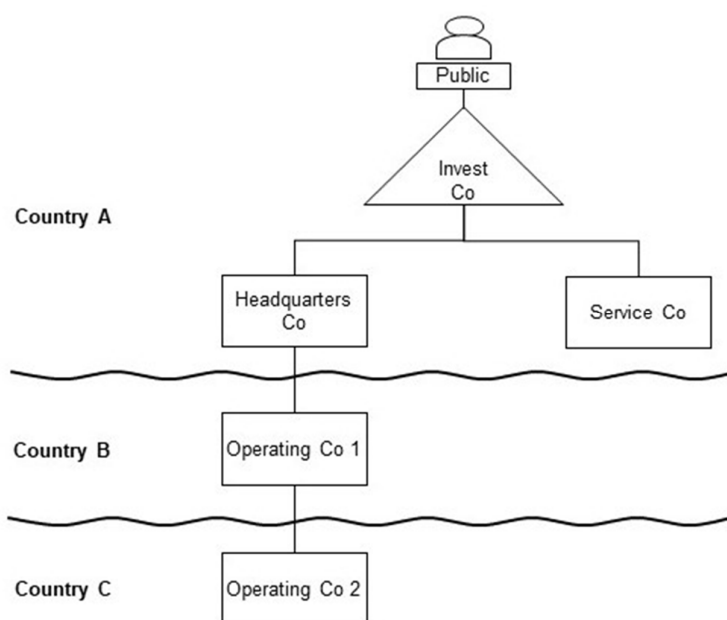 Public
Invest
Co
Country A
Headquarters
Co
Service Co
Country B
Operating Co 1
Country C
Operating Co 2